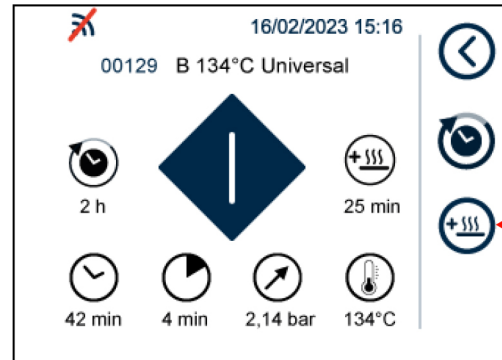 16/02/2023 15:16
00129 B 134°C Universal
2 h
25 min
42 min
4 min
2,14 bar
134°C